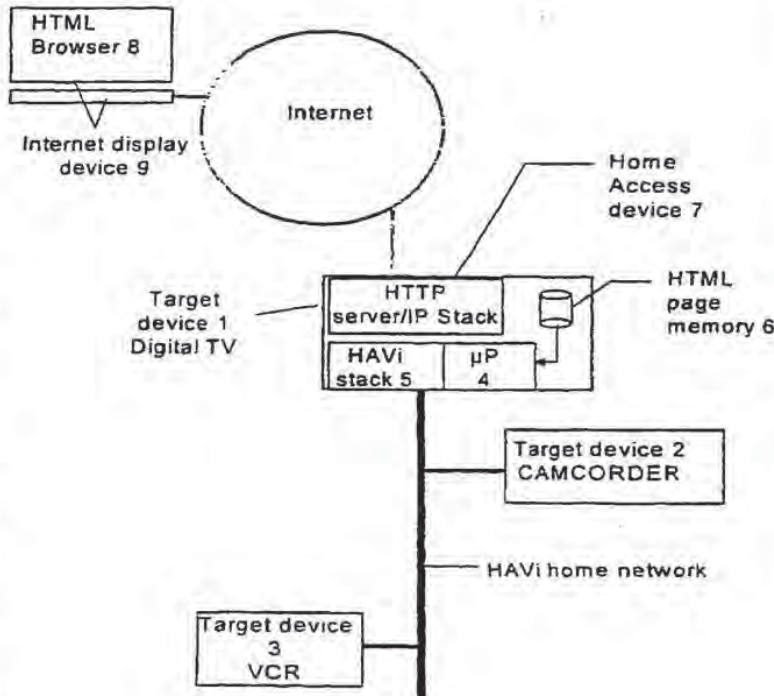 HTML
Browser 8
Internet
Internet display
device 9
Home
Access
device 7
Target
device 1
Digital TV
HTTP
server/IP Stack
HTML
page
memory 6
HAVi
stack 5
µP
4
Target device 2
CAMCORDER
HAVi home network
Target device
3
VCR